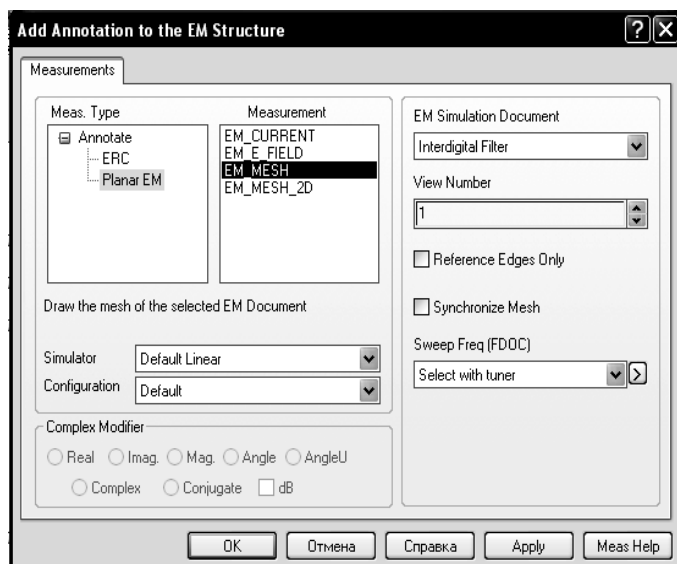 Add Annotation to the EM Structure
Measurements
Meas. Type
Annotate
ERC
Planar EM
Measurement
EM_CURRENT
EM_E_FIELD
EM_MESH
EM_MESH_2D
Draw the mesh of the selected EM Document
Simulator
Default Linear
Configuration
Default
Complex Modifier
Real Imag. Mag. Angle AngleU
Complex Conjugate dB
EM Simulation Document
Interdigital Filter
View Number
1
Reference Edges Only
Synchronize Mesh
Sweep Freq (FDOC)
Select with tuner
OK Отмена Справка Apply Meas Help